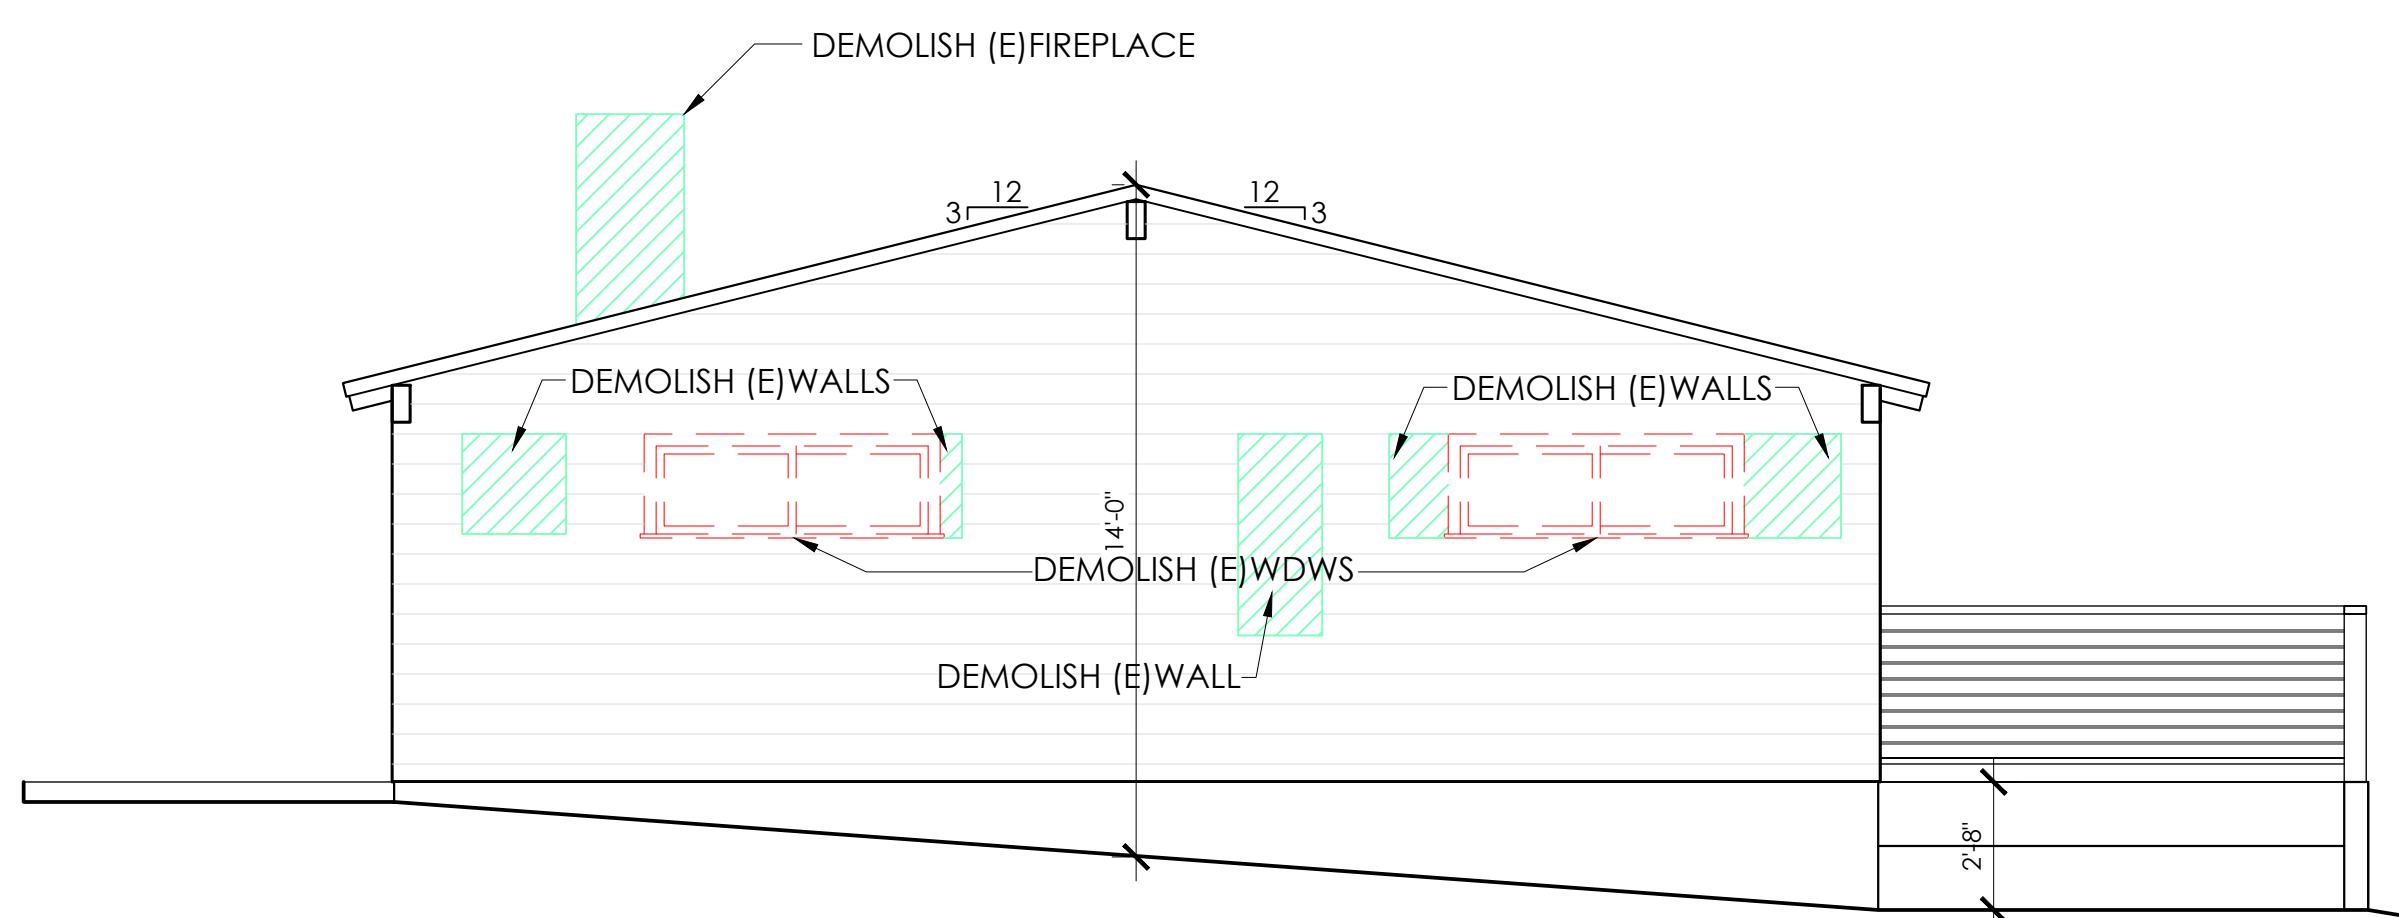 DEMOLISH (E)FIREPLACE
12
3
12
3
DEMOLISH (E)WALLS
DEMOLISH (E)WALLS
14'-0"
DEMOLISH (E)WDWS
DEMOLISH (E)WALL
2'-8"